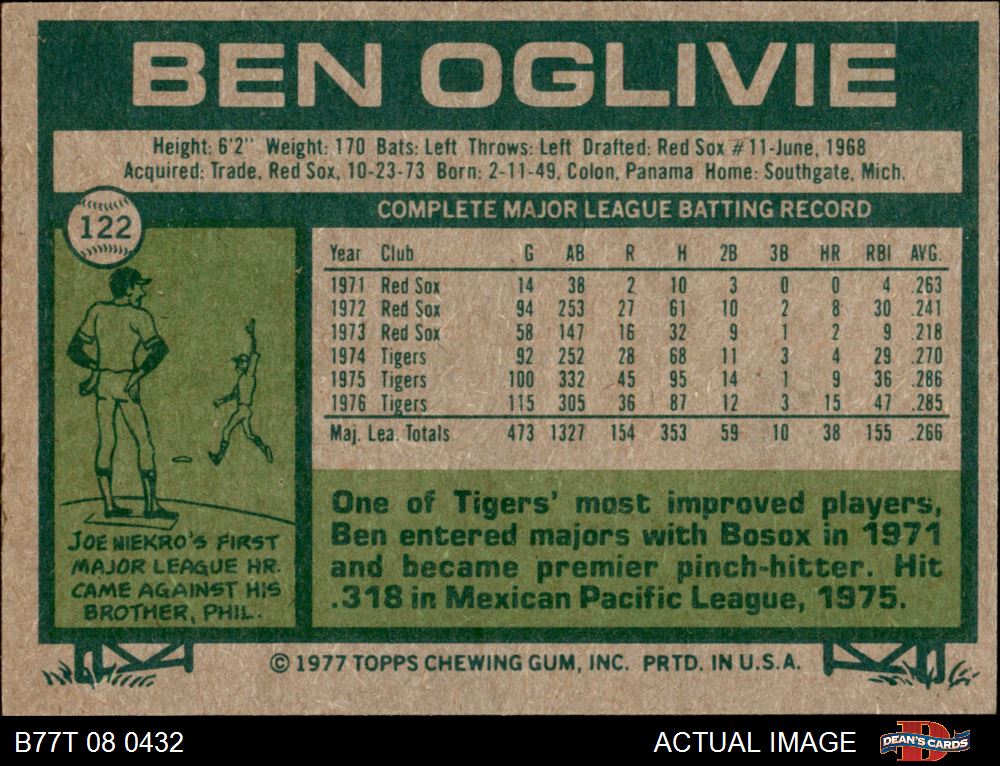 BEN OGLIVIE
Height: 6'2" Weight: 170 Bats: Left Throws: Left Drafted: Red Sox #11-June, 1968
Acquired: Trade, Red Sox, 10-23-73 Born: 2-11-49, Colon, Panama Home: Southgate, Mich.
122
COMPLETE MAJOR LEAGUE BATTING RECORD
Year Club G AB R H 2B 3B HR RBI AVG.
1971 Red Sox 14 38 2 10 3 0 0 4 .263
1972 Red Sox 94 253 27 61 10 2 8 30 .241
1973 Red Sox 58 147 16 32 9 1 2 9 .218
1974 Tigers 92 252 28 68 11 3 4 29 .270
1975 Tigers 100 332 45 95 14 1 9 36 .286
1976 Tigers 115 305 36 87 12 3 15 47 .285
Maj. Lea. Totals 473 1327 154 353 59 10 38 155 .266
JOE NIEKRO'S FIRST
MAJOR LEAGUE HR.
CAME AGAINST HIS
BROTHER, PHIL.
One of Tigers' most improved players,
Ben entered majors with Bosox in 1971
and became premier pinch-hitter. Hit
.318 in Mexican Pacific League, 1975.
© 1977 TOPPS CHEWING GUM, INC. PRTD. IN U.S.A.
B77T 08 0432
ACTUAL IMAGE
D
DEAN'S CARDS